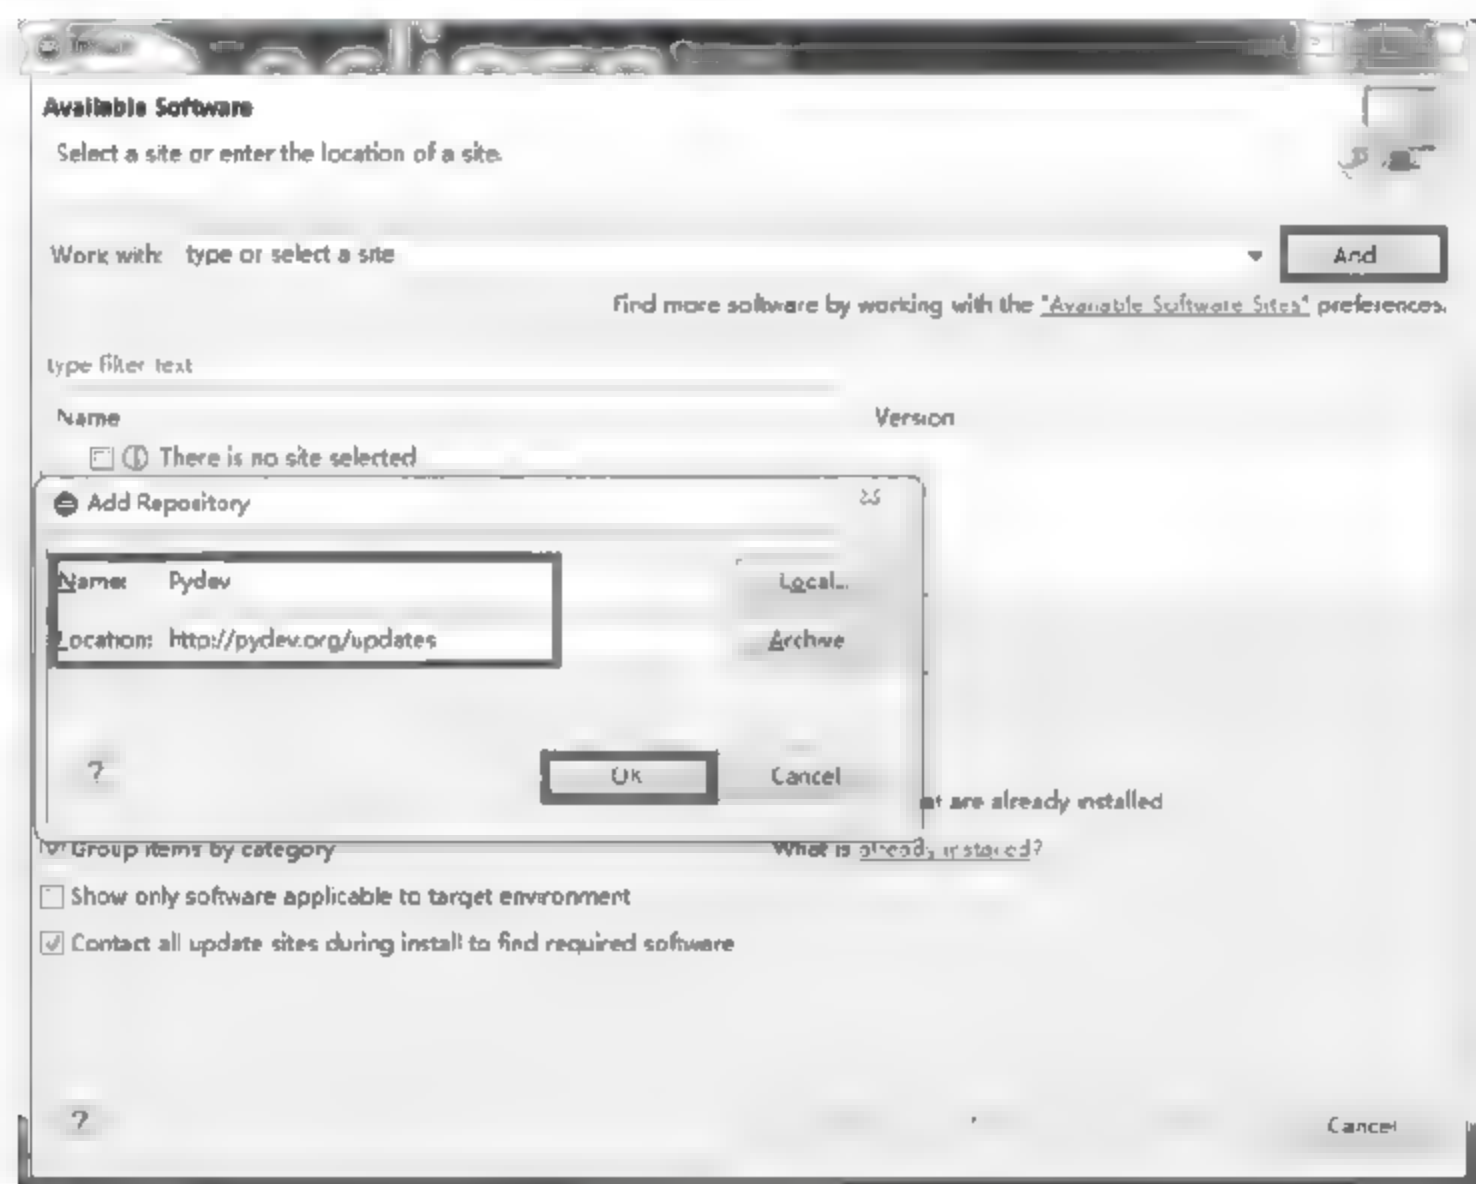 Available Software
Select a site or enter the location of a site.
Work with: type or select a site
Add
Find more software by working with the "Available Software Sites" preferences.
type filter text
Name Version
There is no site selected
Add Repository
Name: Pydev Local...
Location: http://pydev.org/updates Archive
? OK Cancel
are already installed
Group items by category What is already installed?
Show only software applicable to target environment
Contact all update sites during install to find required software
? Cancel